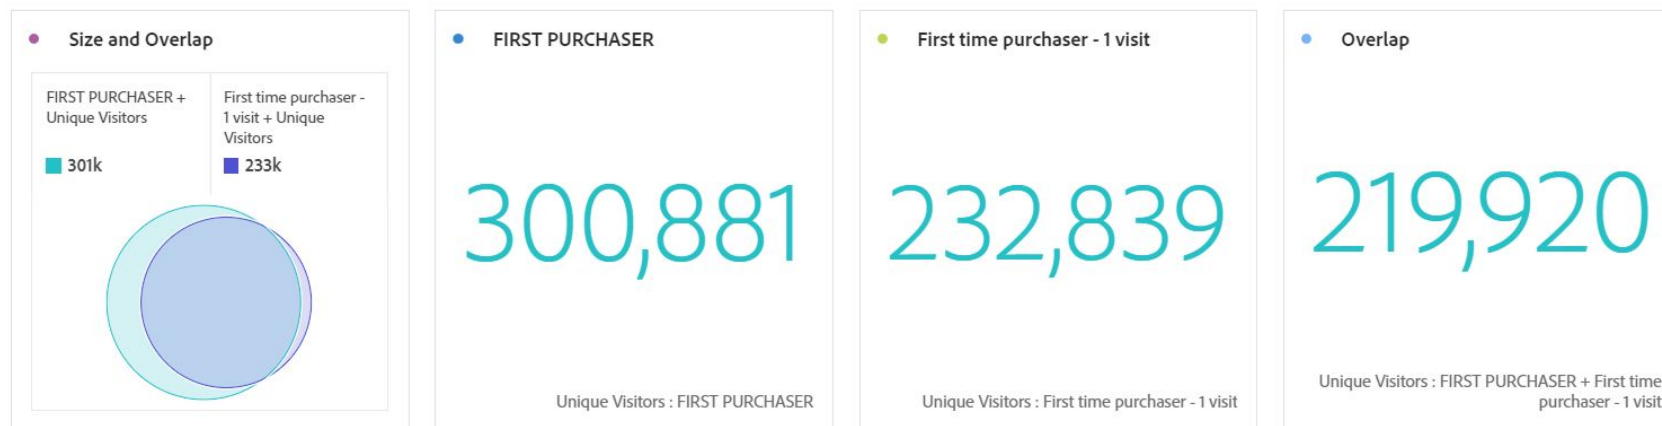 Size and Overlap
FIRST PURCHASER +
Unique Visitors
301k
First time purchaser -
1 visit + Unique
Visitors
233k
FIRST PURCHASER
300,881
Unique Visitors : FIRST PURCHASER
First time purchaser - 1 visit
232,839
Unique Visitors : First time purchaser - 1 visit
Overlap
219,920
Unique Visitors : FIRST PURCHASER + First time
purchaser - 1 visit